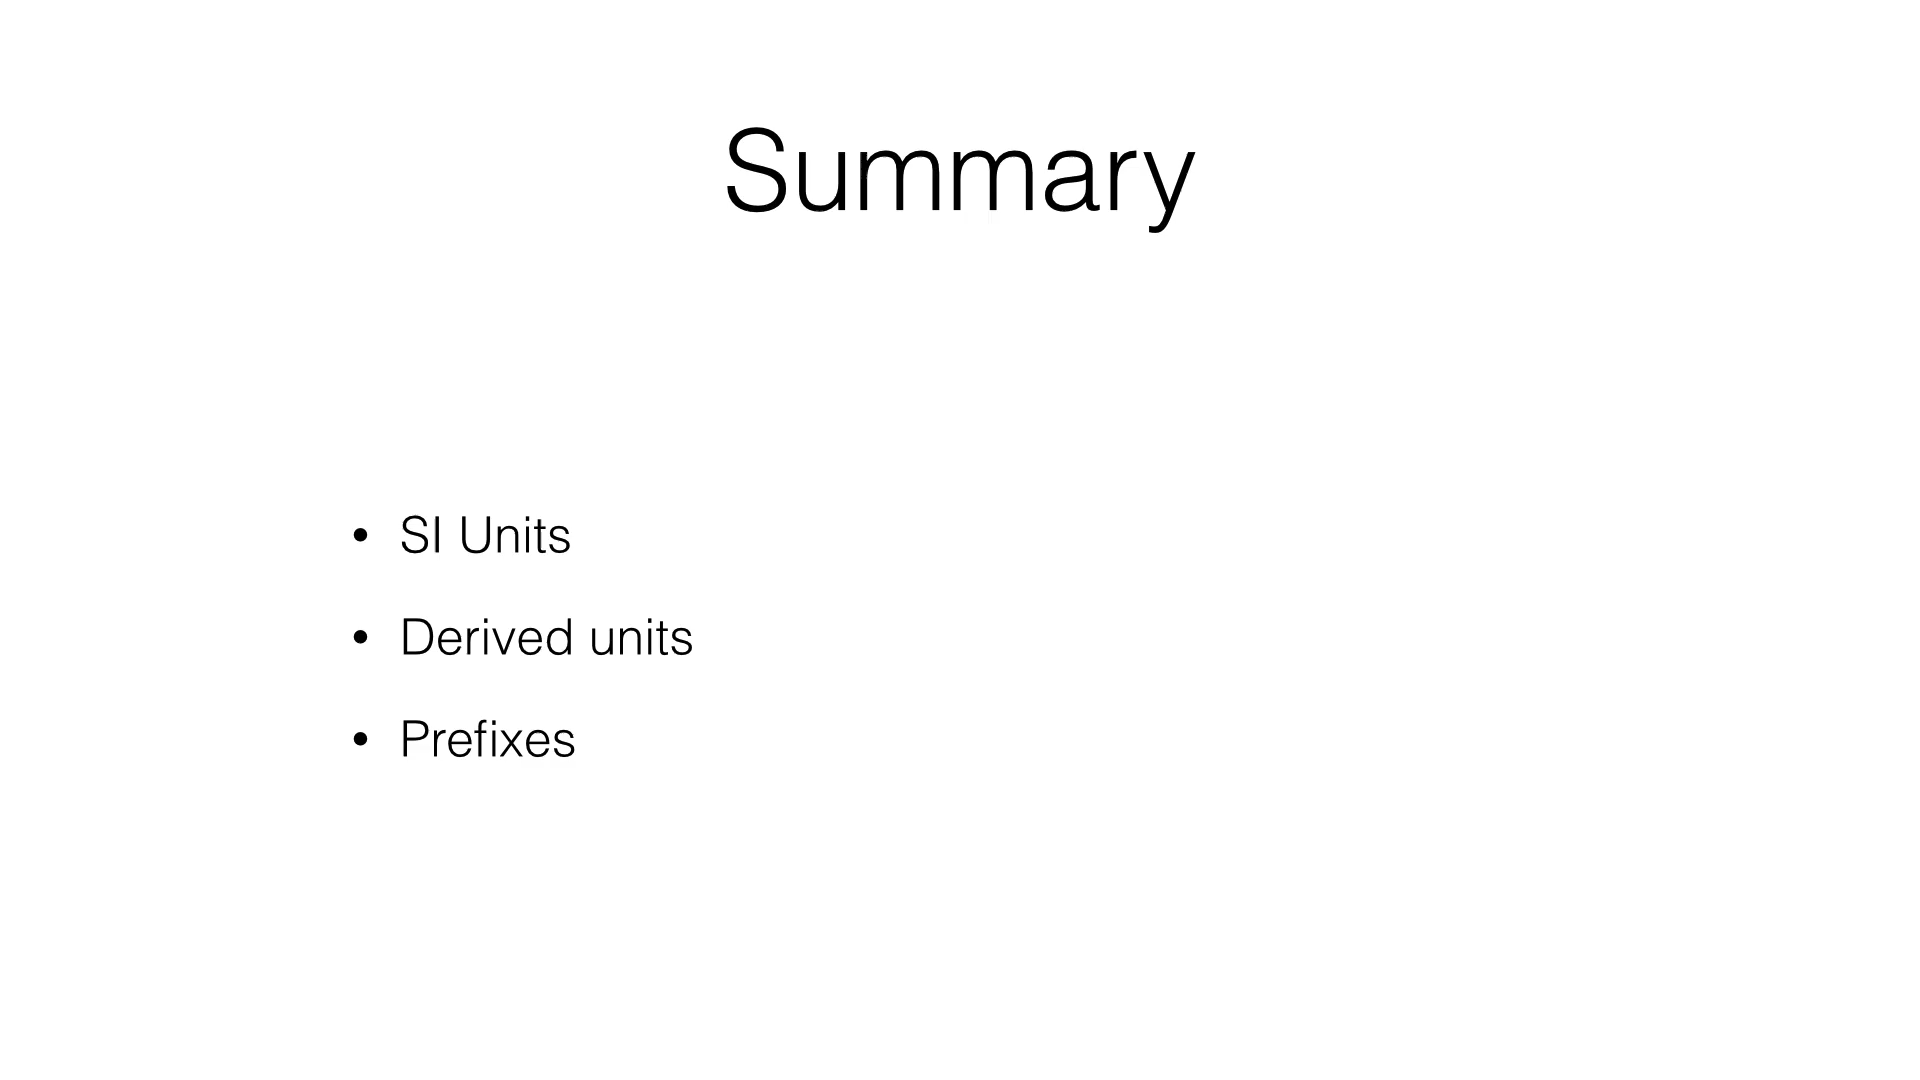 Summary
• SI Units
• Derived units
• Prefixes